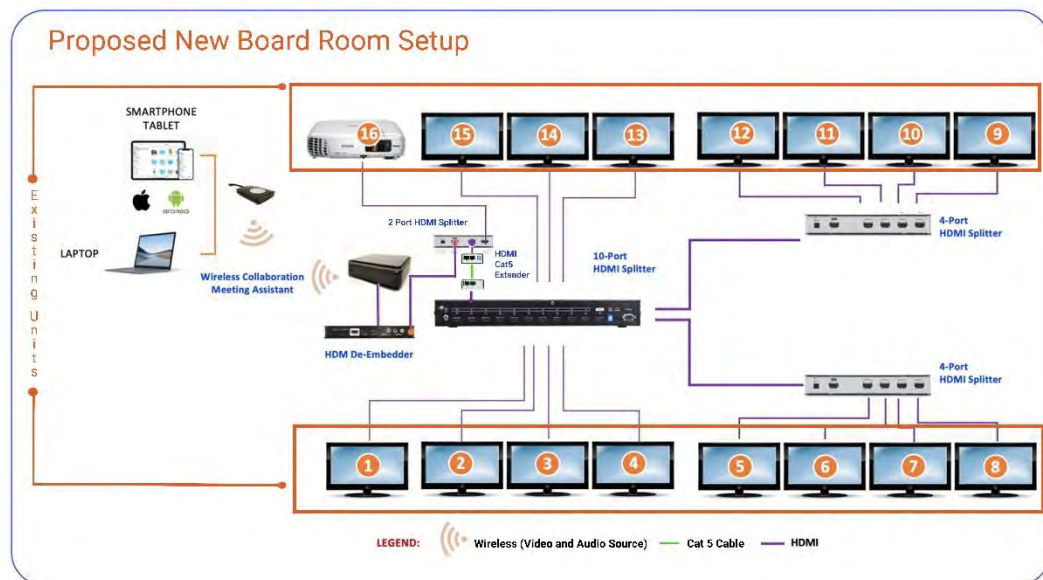 Proposed New Board Room Setup
SMARTPHONE
TABLET
16
15
14
13
12
11
10
9
Existing Units
android
2 Port HDMI Splitter
4-Port
HDMI Splitter
LAPTOP
HDMI
Cat5
Extender
10-Port
HDMI Splitter
Wireless Collaboration
Meeting Assistant
HDM De-Embedder
4-Port
HDMI Splitter
1
2
3
4
5
6
7
8
LEGEND:
Wireless (Video and Audio Source)
Cat 5 Cable
HDMI